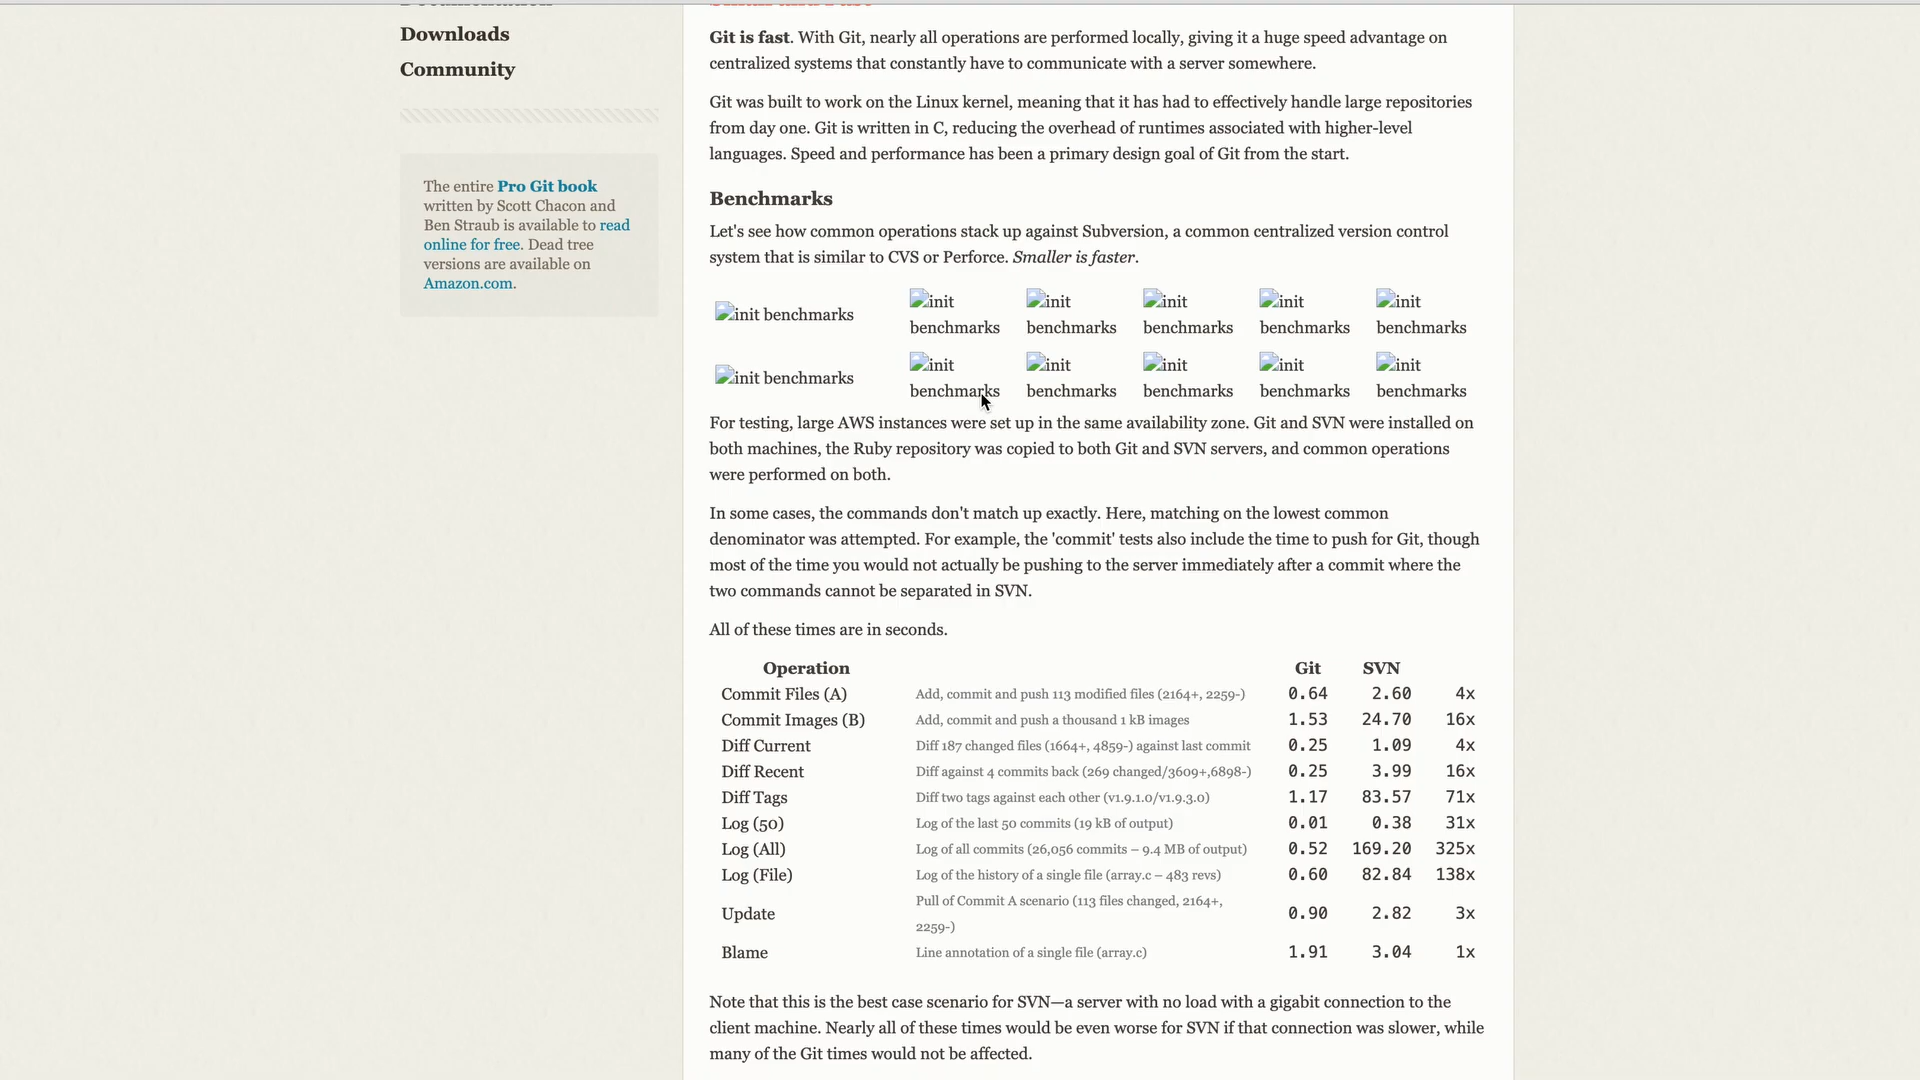 Downloads
Community
The entire Pro Git book
written by Scott Chacon and
Ben Straub is available to read
online for free. Dead tree
versions are available on
Amazon.com.
Git is fast. With Git, nearly all operations are performed locally, giving it a huge speed advantage on
centralized systems that constantly have to communicate with a server somewhere.
Git was built to work on the Linux kernel, meaning that it has had to effectively handle large repositories
from day one. Git is written in C, reducing the overhead of runtimes associated with higher-level
languages. Speed and performance has been a primary design goal of Git from the start.
Benchmarks
Let's see how common operations stack up against Subversion, a common centralized version control
system that is similar to CVS or Perforce. Smaller is faster.
init benchmarks init benchmarks init benchmarks init benchmarks init benchmarks init benchmarks
init benchmarks init benchmarks init benchmarks init benchmarks init benchmarks init benchmarks
For testing, large AWS instances were set up in the same availability zone. Git and SVN were installed on
both machines, the Ruby repository was copied to both Git and SVN servers, and common operations
were performed on both.
In some cases, the commands don't match up exactly. Here, matching on the lowest common
denominator was attempted. For example, the 'commit' tests also include the time to push for Git, though
most of the time you would not actually be pushing to the server immediately after a commit where the
two commands cannot be separated in SVN.
All of these times are in seconds.
Operation Git SVN
Commit Files (A) Add, commit and push 113 modified files (2164+, 2259-) 0.64 2.60 4x
Commit Images (B) Add, commit and push a thousand 1 kB images 1.53 24.70 16x
Diff Current Diff 187 changed files (1664+, 4859-) against last commit 0.25 1.09 4x
Diff Recent Diff against 4 commits back (269 changed/3609+,6898-) 0.25 3.99 16x
Diff Tags Diff two tags against each other (v1.9.1.0/v1.9.3.0) 1.17 83.57 71x
Log (50) Log of the last 50 commits (19 kB of output) 0.01 0.38 31x
Log (All) Log of all commits (26,056 commits – 9.4 MB of output) 0.52 169.20 325x
Log (File) Log of the history of a single file (array.c – 483 revs) 0.60 82.84 138x
Update Pull of Commit A scenario (113 files changed, 2164+, 2259-) 0.90 2.82 3x
Blame Line annotation of a single file (array.c) 1.91 3.04 1x
Note that this is the best case scenario for SVN—a server with no load with a gigabit connection to the
client machine. Nearly all of these times would be even worse for SVN if that connection was slower, while
many of the Git times would not be affected.